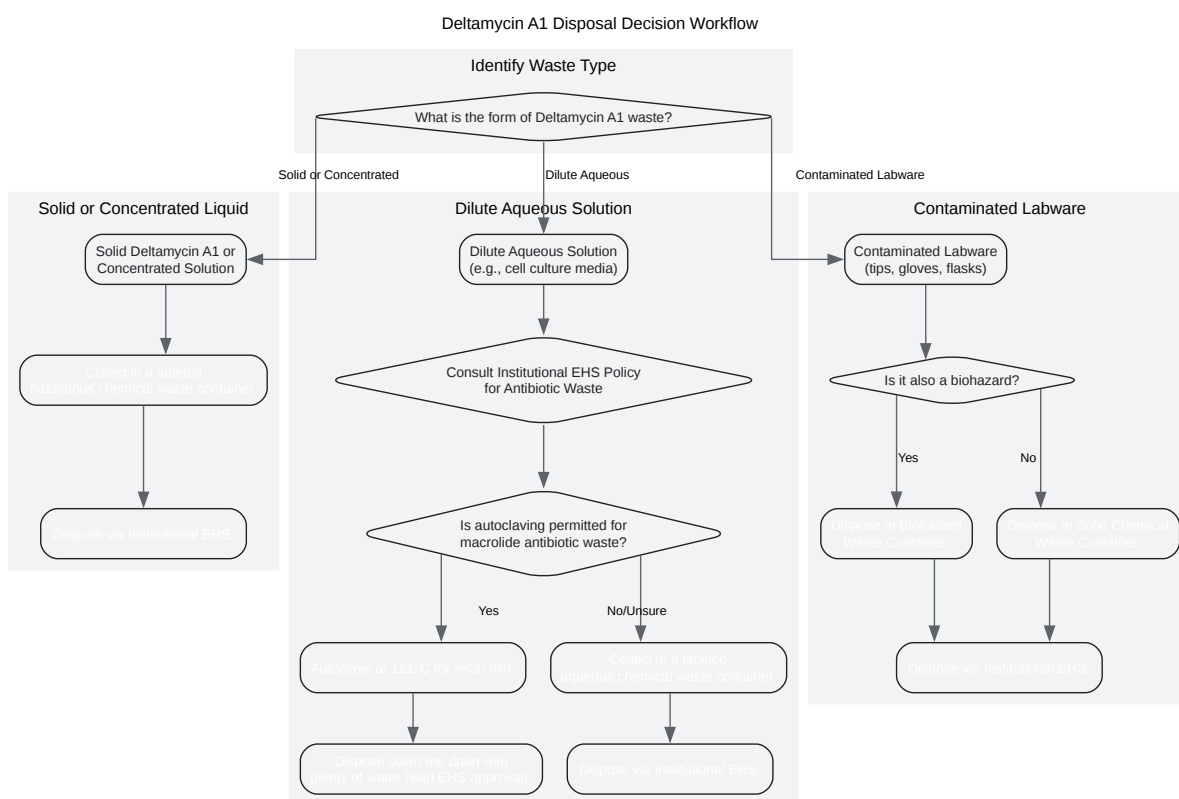 Deltamycin A1 Disposal Decision Workflow
Identify Waste Type
What is the form of Deltamycin A1 waste?
Solid or Concentrated
Dilute Aqueous
Contaminated Labware
Solid or Concentrated Liquid
Solid Deltamycin A1 or
Concentrated Solution
Collect in a labeled
hazardous chemical waste container.
Dispose via Institutional EHS.
Dilute Aqueous Solution
Dilute Aqueous Solution
(e.g., cell culture media)
Consult Institutional EHS Policy
for Antibiotic Waste
Is autoclaving permitted for
macrolide antibiotic waste?
Yes
No/Unsure
Autoclave at 121°C for >=30 min.
Collect in a labeled
aqueous chemical waste container.
Dispose down the drain with
plenty of water (with EHS approval).
Dispose via Institutional EHS.
Contaminated Labware
Contaminated Labware
(tips, gloves, flasks)
Is it also a biohazard?
Yes
No
Dispose in Biohazard
Waste Container.
Dispose in Solid Chemical
Waste Container.
Dispose via Institutional EHS.